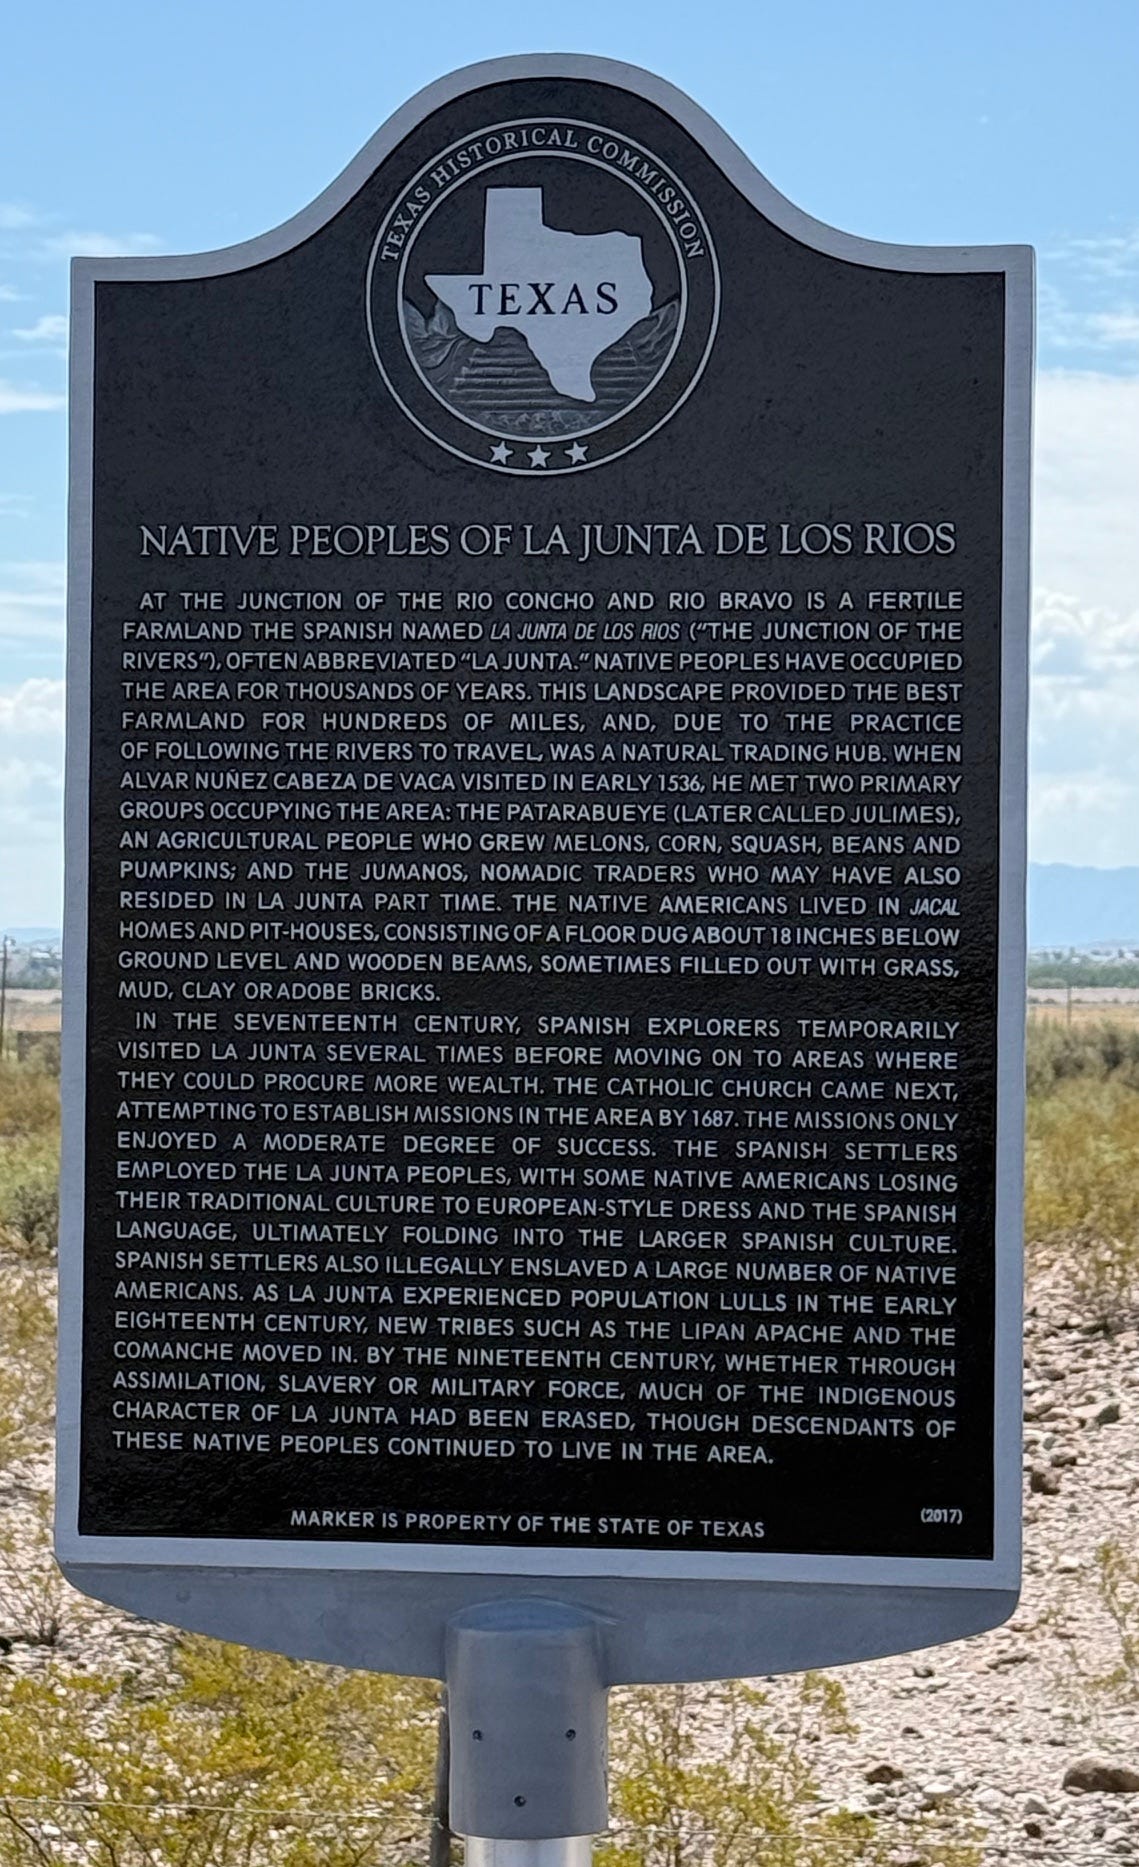 TEXAS HISTORICAL COMMISSION
TEXAS
NATIVE PEOPLES OF LA JUNTA DE LOS RIOS
AT THE JUNCTION OF THE RIO CONCHO AND RIO BRAVO IS A FERTILE
FARMLAND THE SPANISH NAMED LA JUNTA DE LOS RIOS ("THE JUNCTION OF THE
RIVERS"), OFTEN ABBREVIATED "LA JUNTA." NATIVE PEOPLES HAVE OCCUPIED
THE AREA FOR THOUSANDS OF YEARS. THIS LANDSCAPE PROVIDED THE BEST
FARMLAND FOR HUNDREDS OF MILES, AND, DUE TO THE PRACTICE
OF FOLLOWING THE RIVERS TO TRAVEL, WAS A NATURAL TRADING HUB. WHEN
ALVAR NUÑEZ CABEZA DE VACA VISITED IN EARLY 1536, HE MET TWO PRIMARY
GROUPS OCCUPYING THE AREA: THE PATARABUEYE (LATER CALLED JULIMES),
AN AGRICULTURAL PEOPLE WHO GREW MELONS, CORN, SQUASH, BEANS AND
PUMPKINS; AND THE JUMANOS, NOMADIC TRADERS WHO MAY HAVE ALSO
RESIDED IN LA JUNTA PART TIME. THE NATIVE AMERICANS LIVED IN JACAL
HOMES AND PIT-HOUSES, CONSISTING OF A FLOOR DUG ABOUT 18 INCHES BELOW
GROUND LEVEL AND WOODEN BEAMS, SOMETIMES FILLED OUT WITH GRASS,
MUD, CLAY OR ADOBE BRICKS.
IN THE SEVENTEENTH CENTURY, SPANISH EXPLORERS TEMPORARILY
VISITED LA JUNTA SEVERAL TIMES BEFORE MOVING ON TO AREAS WHERE
THEY COULD PROCURE MORE WEALTH. THE CATHOLIC CHURCH CAME NEXT,
ATTEMPTING TO ESTABLISH MISSIONS IN THE AREA BY 1687. THE MISSIONS ONLY
ENJOYED A MODERATE DEGREE OF SUCCESS. THE SPANISH SETTLERS
EMPLOYED THE LA JUNTA PEOPLES, WITH SOME NATIVE AMERICANS LOSING
THEIR TRADITIONAL CULTURE TO EUROPEAN-STYLE DRESS AND THE SPANISH
LANGUAGE, ULTIMATELY FOLDING INTO THE LARGER SPANISH CULTURE.
SPANISH SETTLERS ALSO ILLEGALLY ENSLAVED A LARGE NUMBER OF NATIVE
AMERICANS. AS LA JUNTA EXPERIENCED POPULATION LULLS IN THE EARLY
EIGHTEENTH CENTURY, NEW TRIBES SUCH AS THE LIPAN APACHE AND THE
COMANCHE MOVED IN. BY THE NINETEENTH CENTURY, WHETHER THROUGH
ASSIMILATION, SLAVERY OR MILITARY FORCE, MUCH OF THE INDIGENOUS
CHARACTER OF LA JUNTA HAD BEEN ERASED, THOUGH DESCENDANTS OF
THESE NATIVE PEOPLES CONTINUED TO LIVE IN THE AREA.
(2017)
MARKER IS PROPERTY OF THE STATE OF TEXAS